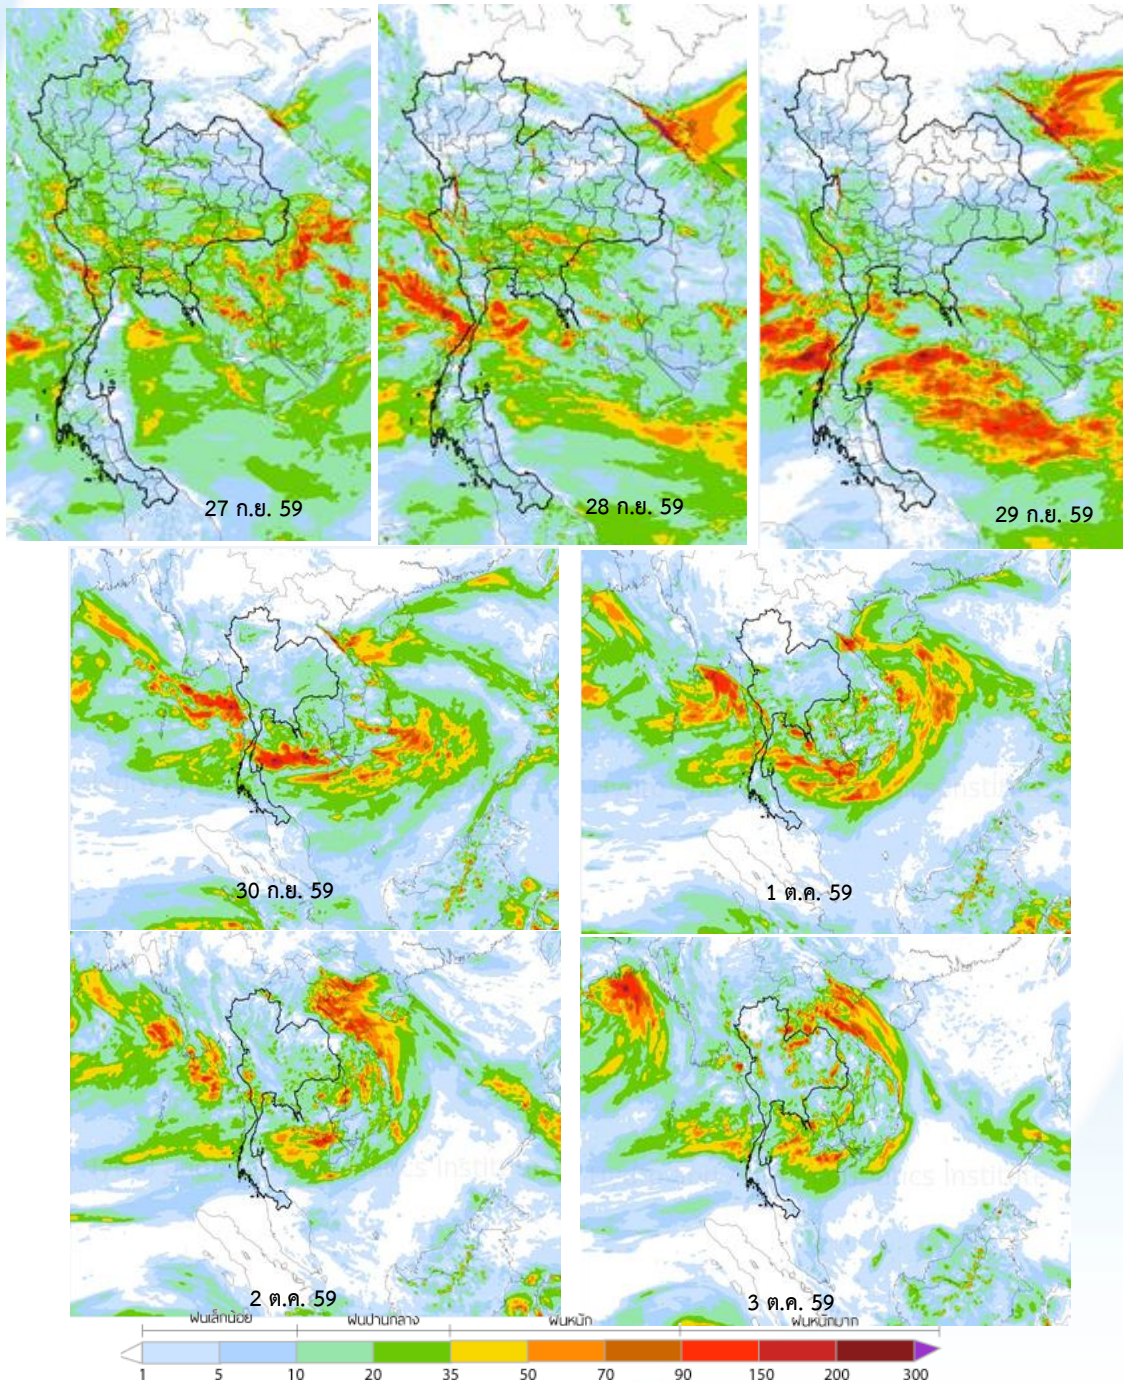 27 ก.ย. 59
28 ก.ย. 59
29 ก.ย. 59
30 ก.ย. 59
1 ต.ค. 59
2 ต.ค. 59
3 ต.ค. 59
ฝนเล็กน้อย ฝนปานกลาง ฝนหนัก ฝนหนักมาก
1 5 10 20 35 50 70 90 150 200 300